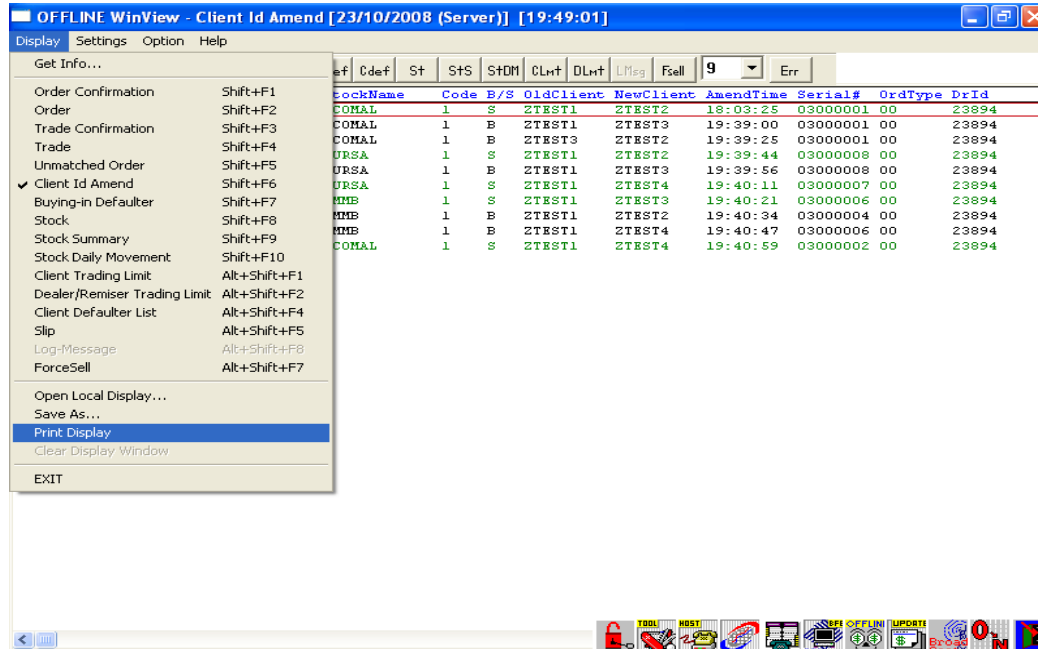 OFFLINE WinView - Client Id Amend [23/10/2008 (Server)] [19:49:01]
Display Settings Option Help
Get Info...
Order Confirmation Shift+F1
Order Shift+F2
Trade Confirmation Shift+F3
Trade Shift+F4
Unmatched Order Shift+F5
Client Id Amend Shift+F6
Buying-in Defaulter Shift+F7
Stock Shift+F8
Stock Summary Shift+F9
Stock Daily Movement Shift+F10
Client Trading Limit Alt+Shift+F1
Dealer/Remiser Trading Limit Alt+Shift+F2
Client Defaulter List Alt+Shift+F4
Slip Alt+Shift+F5
Log-Message Alt+Shift+F8
ForceSell Alt+Shift+F7
Open Local Display...
Save As...
Print Display
Clear Display Window
EXIT
ef Cdef St StS StDM CLmt DLmt LMsg Fsell 9 Err
tockName Code B/S OldClient NewClient AmendTime Serial# OrdType DrId
COMAL 1 S ZTEST1 ZTEST2 18:03:25 03000001 00 23894
COMAL 1 B ZTEST1 ZTEST3 19:39:00 03000001 00 23894
COMAL 1 B ZTEST3 ZTEST2 19:39:25 03000001 00 23894
URSA 1 S ZTEST1 ZTEST2 19:39:44 03000008 00 23894
URSA 1 B ZTEST1 ZTEST3 19:39:56 03000008 00 23894
URSA 1 S ZTEST1 ZTEST4 19:40:11 03000007 00 23894
MMB 1 S ZTEST1 ZTEST3 19:40:21 03000006 00 23894
MMB 1 B ZTEST1 ZTEST2 19:40:34 03000004 00 23894
MMB 1 B ZTEST1 ZTEST4 19:40:47 03000006 00 23894
COMAL 1 S ZTEST1 ZTEST4 19:40:59 03000002 00 23894
TOOL HOST BFE OFFLINI UPDATE Broad O N